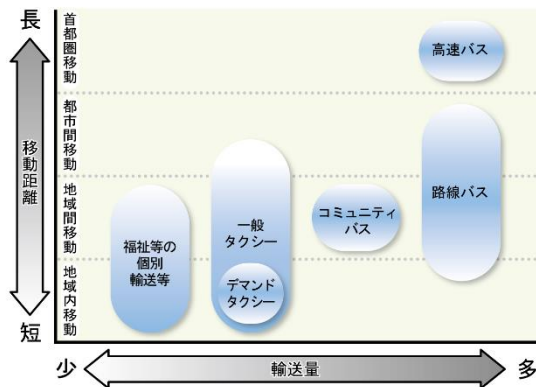 長
移動距離
短
首都圏移動
都市間移動
地域間移動
地域内移動
高速バス
路線バス
コミュニティ
バス
一般
タクシー
デマンド
タクシー
福祉等の
個別
輸送等
少
輸送量
多